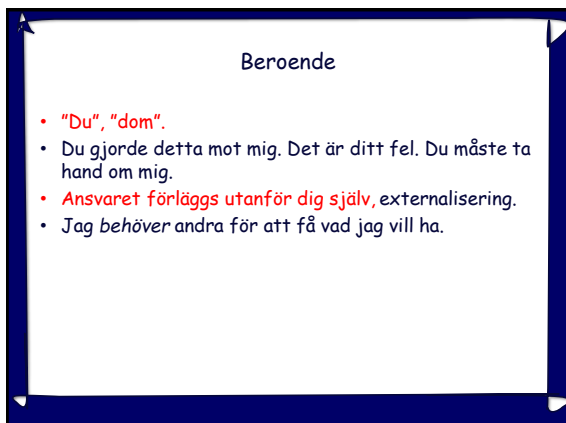 Beroende
• ”Du”, ”dom”.
• Du gjorde detta mot mig. Det är ditt fel. Du måste ta
hand om mig.
• Ansvaret förläggs utanför dig själv, externalisering.
• Jag behöver andra för att få vad jag vill ha.